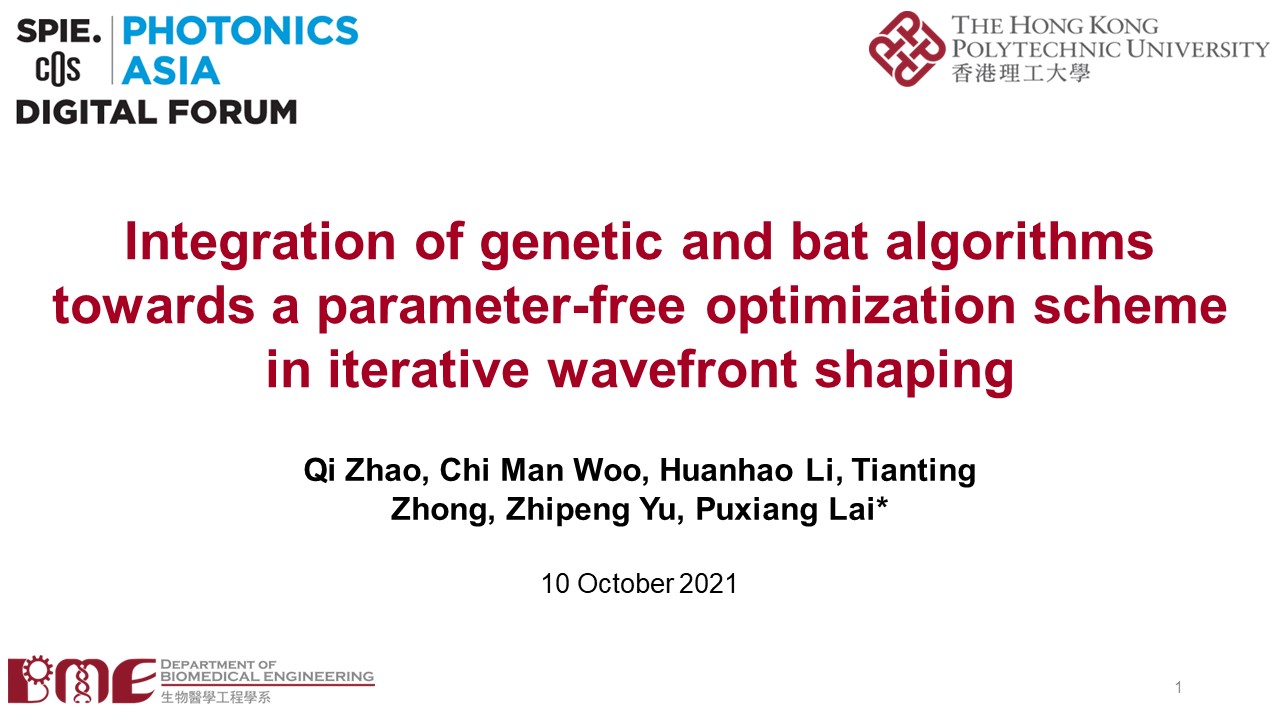 SPIE. PHOTONICS
COS ASIA
DIGITAL FORUM
THE HONG KONG
POLYTECHNIC UNIVERSITY
香港理工大學
Integration of genetic and bat algorithms
towards a parameter-free optimization scheme
in iterative wavefront shaping
Qi Zhao, Chi Man Woo, Huanhao Li, Tianting
Zhong, Zhipeng Yu, Puxiang Lai*
10 October 2021
BME DEPARTMENT OF
BIOMEDICAL ENGINEERING
生物醫學工程學系
1